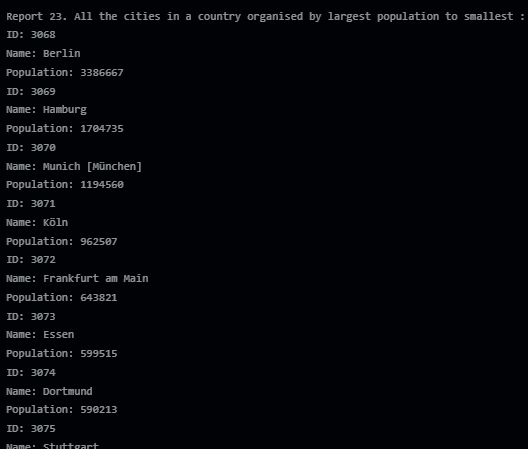 Report 23. All the cities in a country organised by largest population to smallest :
ID: 3068
Name: Berlin
Population: 3386667
ID: 3069
Name: Hamburg
Population: 1704735
ID: 3070
Name: Munich [München]
Population: 1194560
ID: 3071
Name: Köln
Population: 962507
ID: 3072
Name: Frankfurt am Main
Population: 643821
ID: 3073
Name: Essen
Population: 599515
ID: 3074
Name: Dortmund
Population: 590213
ID: 3075
Name: Stuttgart